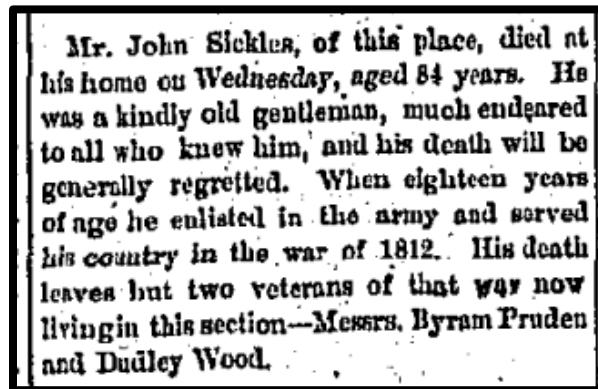 Mr. John Sickles, of this place, died at
his home on Wednesday, aged 84 years. He
was a kindly old gentleman, much endeared
to all who knew him, and his death will be
generally regretted. When eighteen years
of age he enlisted in the army and served
his country in the war of 1812. His death
leaves but two veterans of that war now
livingin this section—Messrs. Byram Pruden
and Dudley Wood.